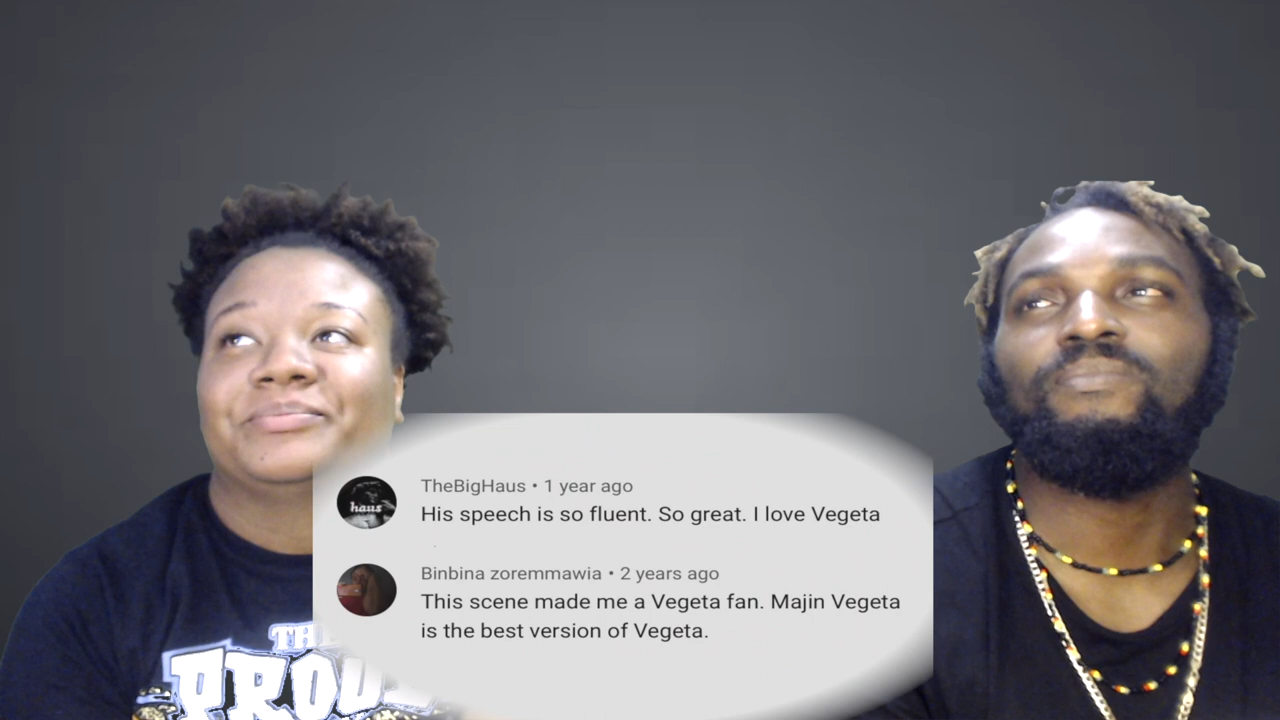 TheBigHaus • 1 year ago
haus
His speech is so fluent. So great. I love Vegeta
Binbina zoremmawia • 2 years ago
This scene made me a Vegeta fan. Majin Vegeta
is the best version of Vegeta.